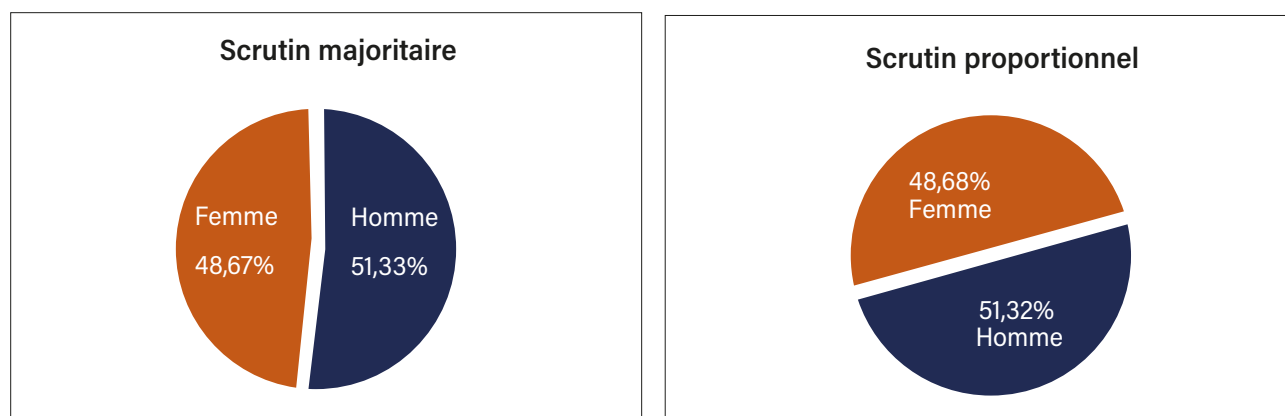 Scrutin majoritaire
Femme
48,67%
Homme
51,33%
Scrutin proportionnel
48,68%
Femme
51,32%
Homme